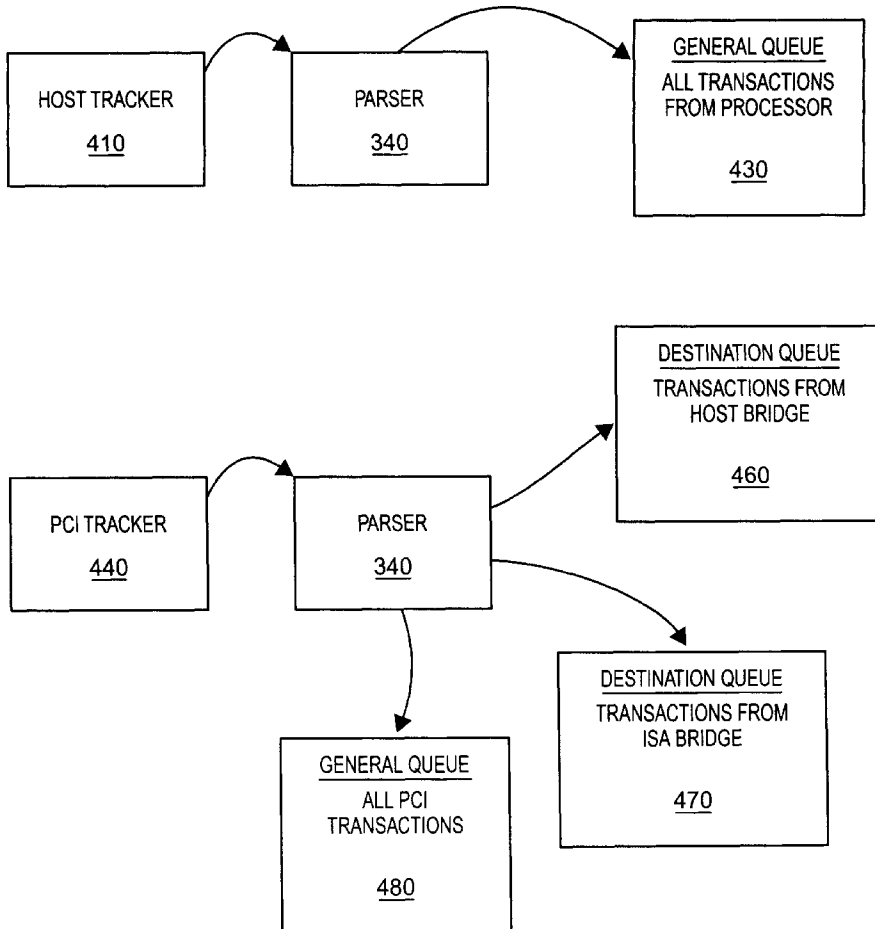 HOST TRACKER
410
PARSER
340
GENERAL QUEUE
ALL TRANSACTIONS
FROM PROCESSOR
430
DESTINATION QUEUE
TRANSACTIONS FROM
HOST BRIDGE
460
PCI TRACKER
440
PARSER
340
DESTINATION QUEUE
TRANSACTIONS FROM
ISA BRIDGE
470
GENERAL QUEUE
ALL PCI
TRANSACTIONS
480